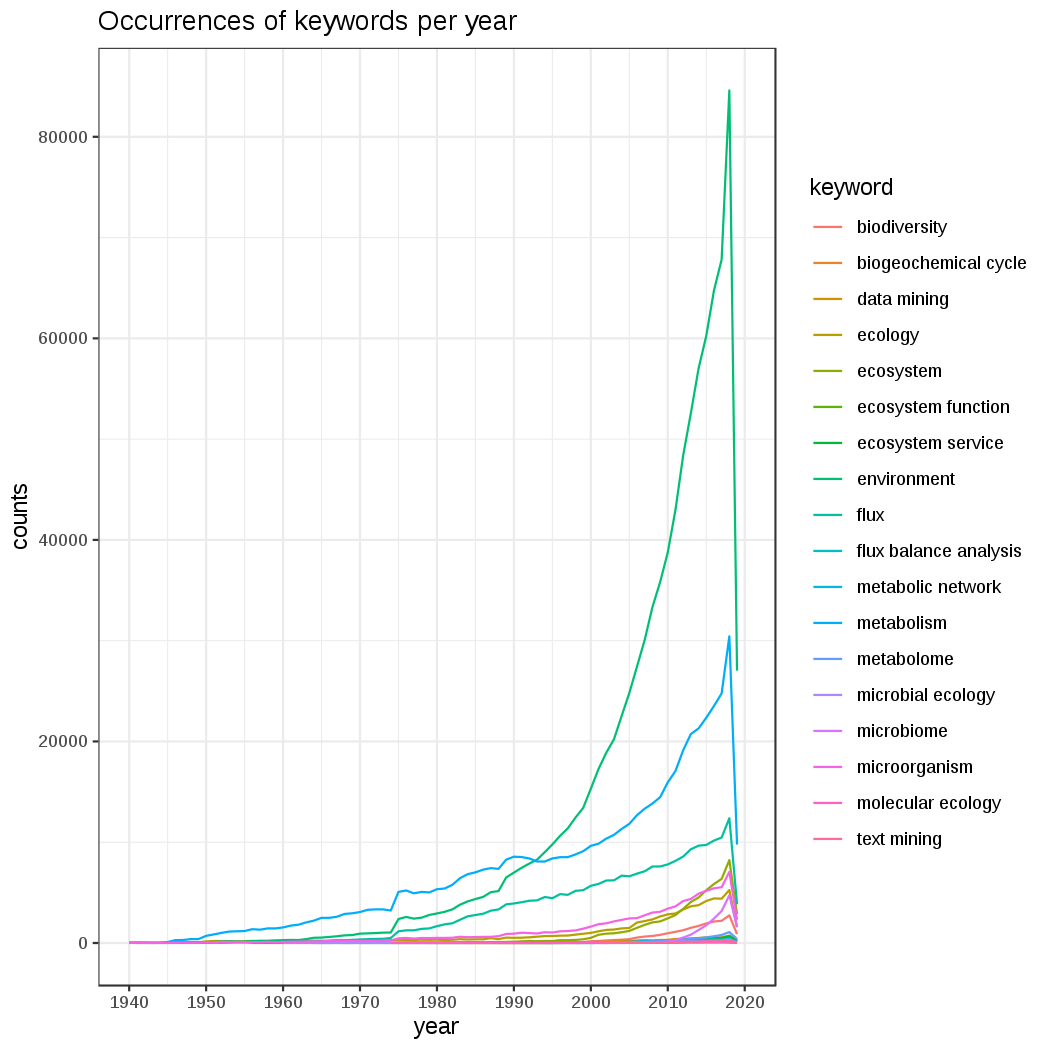 Occurrences of keywords per year
80000
60000
40000
20000
0
counts
1940 1950 1960 1970 1980 1990 2000 2010 2020
year
keyword
biodiversity
biogeochemical cycle
data mining
ecology
ecosystem
ecosystem function
ecosystem service
environment
flux
flux balance analysis
metabolic network
metabolism
metabolome
microbial ecology
microbiome
microorganism
molecular ecology
text mining